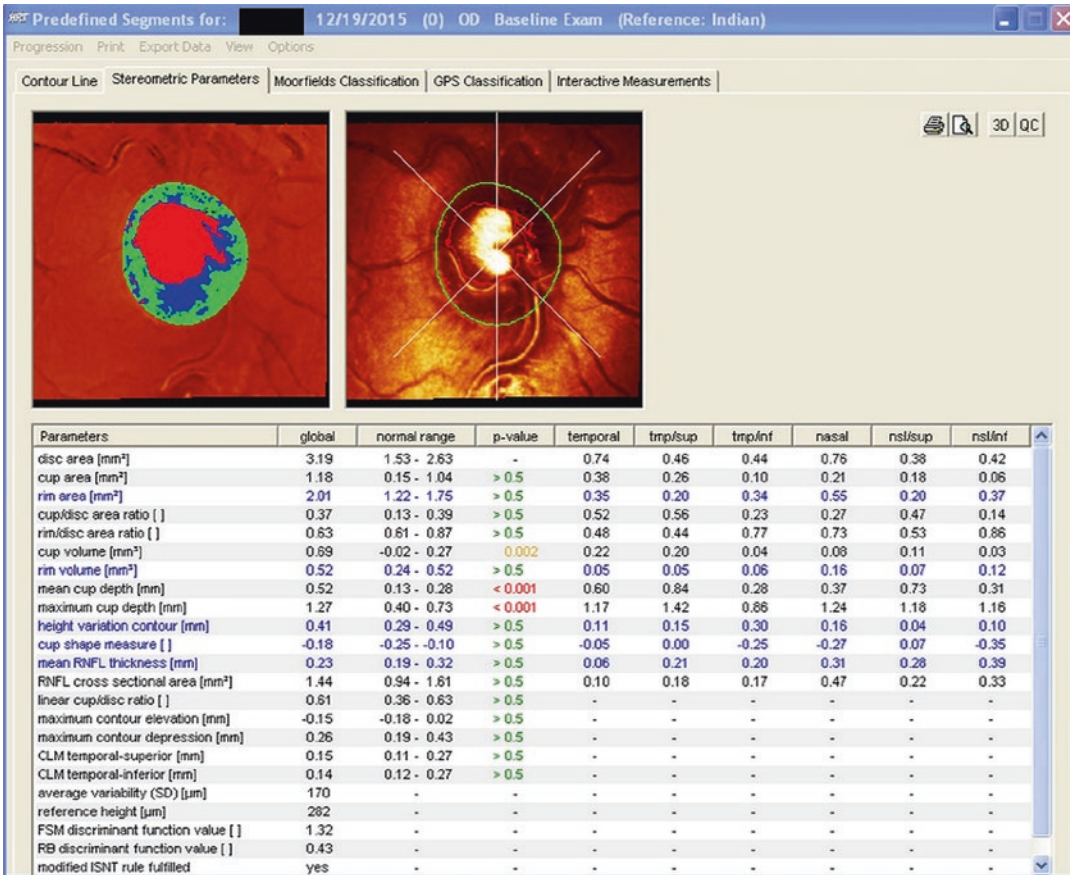 HRT Predefined Segments for: 12/19/2015 (0) OD Baseline Exam (Reference: Indian)
Progression Print Export Data View Options
Contour Line Stereometric Parameters Moorfields Classification GPS Classification Interactive Measurements
3D QC
Parameters global normal range p-value temporal tmp/sup tmp/inf nasal nsl/sup nsl/inf
disc area [mm²] 3.19 1.53 - 2.63 - 0.74 0.46 0.44 0.76 0.38 0.42
cup area [mm²] 1.18 0.15 - 1.04 > 0.5 0.38 0.26 0.10 0.21 0.18 0.06
rim area [mm²] 2.01 1.22 - 1.75 > 0.5 0.35 0.20 0.34 0.55 0.20 0.37
cup/disc area ratio [ ] 0.37 0.13 - 0.39 > 0.5 0.52 0.56 0.23 0.27 0.47 0.14
rim/disc area ratio [ ] 0.63 0.61 - 0.87 > 0.5 0.48 0.44 0.77 0.73 0.53 0.86
cup volume [mm³] 0.69 -0.02 - 0.27 0.002 0.22 0.20 0.04 0.08 0.11 0.03
rim volume [mm³] 0.52 0.24 - 0.52 > 0.5 0.05 0.05 0.06 0.16 0.07 0.12
mean cup depth [mm] 0.52 0.13 - 0.28 < 0.001 0.60 0.84 0.28 0.37 0.73 0.31
maximum cup depth [mm] 1.27 0.40 - 0.73 < 0.001 1.17 1.42 0.86 1.24 1.18 1.16
height variation contour [mm] 0.41 0.29 - 0.49 > 0.5 0.11 0.15 0.30 0.16 0.04 0.10
cup shape measure [ ] -0.18 -0.25 - -0.10 > 0.5 -0.05 0.00 -0.25 -0.27 0.07 -0.35
mean RNFL thickness [mm] 0.23 0.19 - 0.32 > 0.5 0.06 0.21 0.20 0.31 0.28 0.39
RNFL cross sectional area [mm²] 1.44 0.94 - 1.61 > 0.5 0.10 0.18 0.17 0.47 0.22 0.33
linear cup/disc ratio [ ] 0.61 0.36 - 0.63 > 0.5 - - - - - -
maximum contour elevation [mm] -0.15 -0.18 - 0.02 > 0.5 - - - - - -
maximum contour depression [mm] 0.26 0.19 - 0.43 > 0.5 - - - - - -
CLM temporal-superior [mm] 0.15 0.11 - 0.27 > 0.5 - - - - - -
CLM temporal-inferior [mm] 0.14 0.12 - 0.27 > 0.5 - - - - - -
average variability (SD) [µm] 170 - - - - - - - -
reference height [µm] 282 - - - - - - - -
FSM discriminant function value [ ] 1.32 - - - - - - - -
RB discriminant function value [ ] 0.43 - - - - - - - -
modified ISNT rule fulfilled yes - - - - - - - -